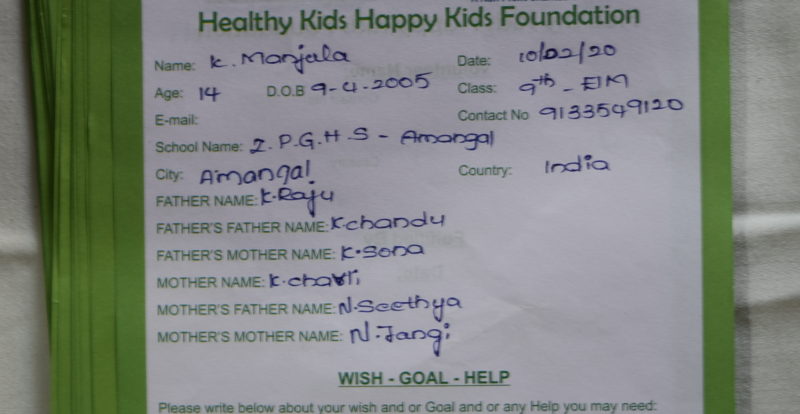 Healthy Kids Happy Kids Foundation
Name: K. Manjula Date: 10/02/20
Age: 14 D.O.B 9-4-2005 Class: 9th - E/M
E-mail: Contact No 9133549120
School Name: Z.P.G.H.S - Amangal
City: Amangal Country: India
FATHER NAME: K.Raju
FATHER'S FATHER NAME: K.chandu
FATHER'S MOTHER NAME: K.Sona
MOTHER NAME:
MOTHER'S FATHER NAME: N.Seethya
MOTHER'S MOTHER NAME: N.Jangi
WISH - GOAL - HELP
Please write below about your wish and or Goal and or any Help you may need: